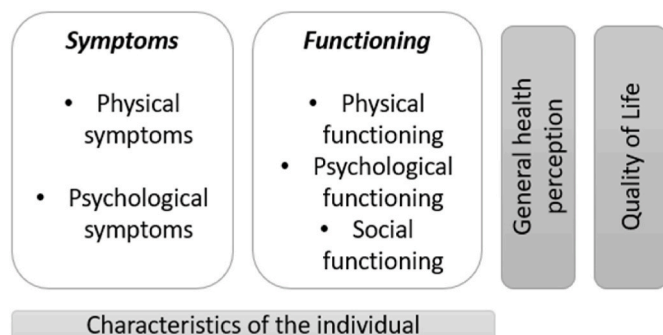 Symptoms
• Physical
symptoms
• Psychological
symptoms
Functioning
• Physical
functioning
• Psychological
functioning
• Social
functioning
General health
perception
Quality of Life
Characteristics of the individual